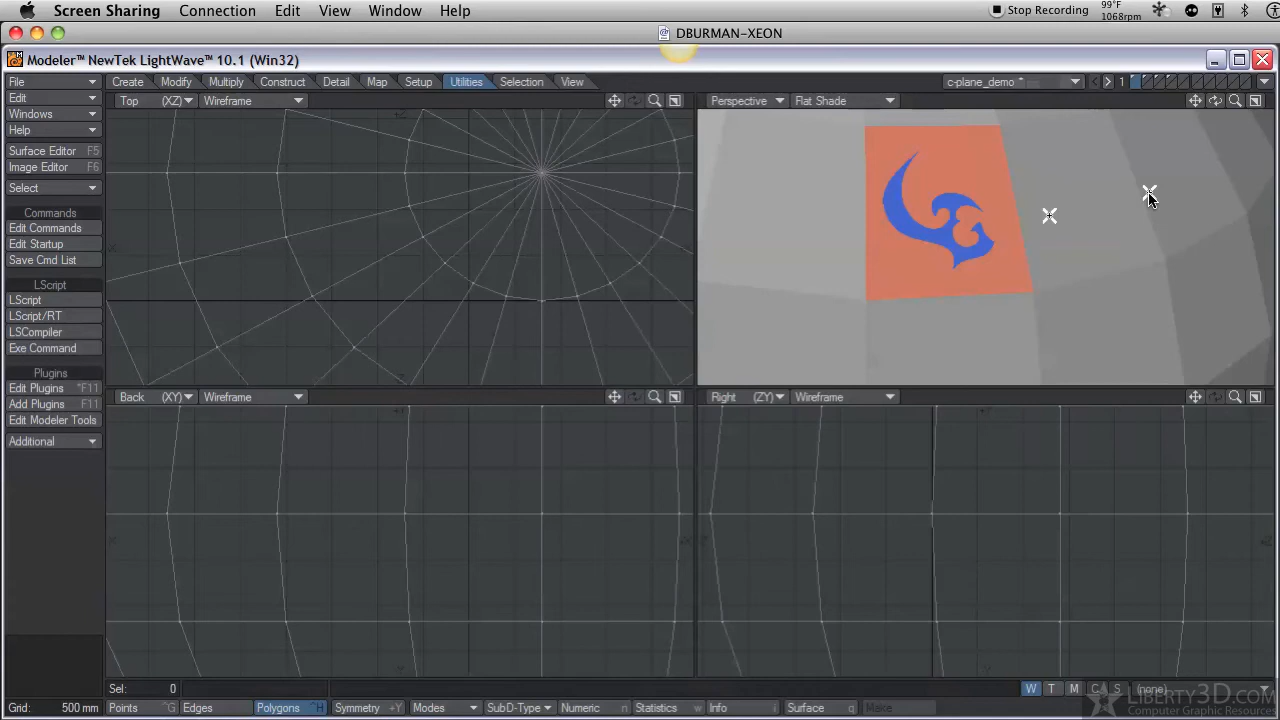 Screen Sharing Connection Edit View Window Help Stop Recording 99°F 1068rpm
DBURMAN-XEON
Modeler™ NewTek LightWave™ 10.1 (Win32)
File Create Modify Multiply Construct Detail Map Setup Utilities Selection View c-plane_demo * 1
Edit Top (XZ) Wireframe Perspective Flat Shade
Windows
Help
Surface Editor F5
Image Editor F6
Select
Commands
Edit Commands
Edit Startup
Save Cmd List
LScript
LScript
LScript/RT
LSCompiler
Exe Command
Plugins
Edit Plugins ^F11
Add Plugins F11
Edit Modeler Tools
Additional
Back (XY) Wireframe Right (ZY) Wireframe
Sel: 0 W T M C S (none)
Grid: 500 mm Points ^G Edges Polygons ^H Symmetry +Y Modes SubD-Type Numeric n Statistics w Info i Surface q Make
LIBERTY3D.COM
Computer Graphic Resources